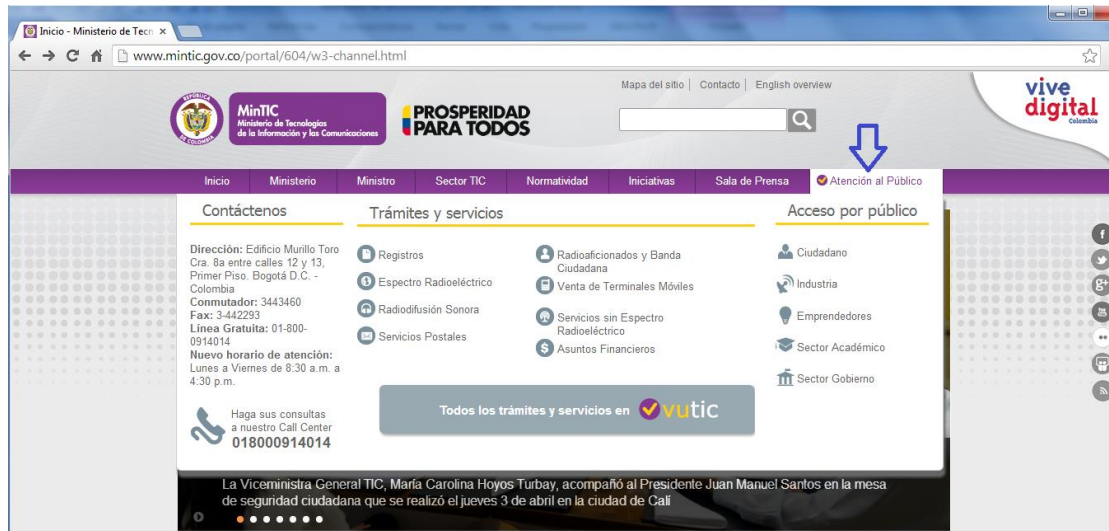 Inicio - Ministerio de Tecn
www.mintic.gov.co/portal/604/w3-channel.html
Mapa del sitio | Contacto | English overview
REPÚBLICA
DE COLOMBIA
MinTIC
Ministerio de Tecnologías
de la Información y las Comunicaciones
PROSPERIDAD
PARA TODOS
vive
digital
Colombia
Inicio Ministerio Ministro Sector TIC Normatividad Iniciativas Sala de Prensa Atención al Público
Contáctenos
Dirección: Edificio Murillo Toro
Cra. 8a entre calles 12 y 13,
Primer Piso. Bogotá D.C. -
Colombia
Conmutador: 3443460
Fax: 3-442293
Línea Gratuita: 01-800-
0914014
Nuevo horario de atención:
Lunes a Viernes de 8:30 a.m. a
4:30 p.m.
Haga sus consultas
a nuestro Call Center
018000914014
Trámites y servicios
Registros
Espectro Radioeléctrico
Radiodifusión Sonora
Servicios Postales
Radioaficionados y Banda
Ciudadana
Venta de Terminales Móviles
Servicios sin Espectro
Radioeléctrico
Asuntos Financieros
Todos los trámites y servicios en vutic
Acceso por público
Ciudadano
Industria
Emprendedores
Sector Académico
Sector Gobierno
La Viceministra General TIC, María Carolina Hoyos Turbay, acompañó al Presidente Juan Manuel Santos en la mesa
de seguridad ciudadana que se realizó el jueves 3 de abril en la ciudad de Cali